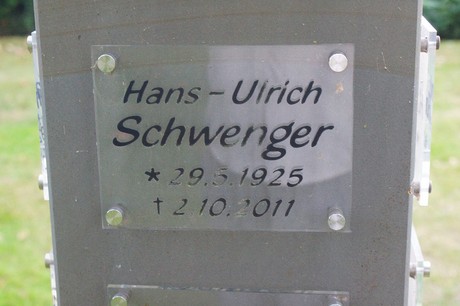 Hans-Ulrich
Schwenger
* 29.5.1925
† 2.10.2011